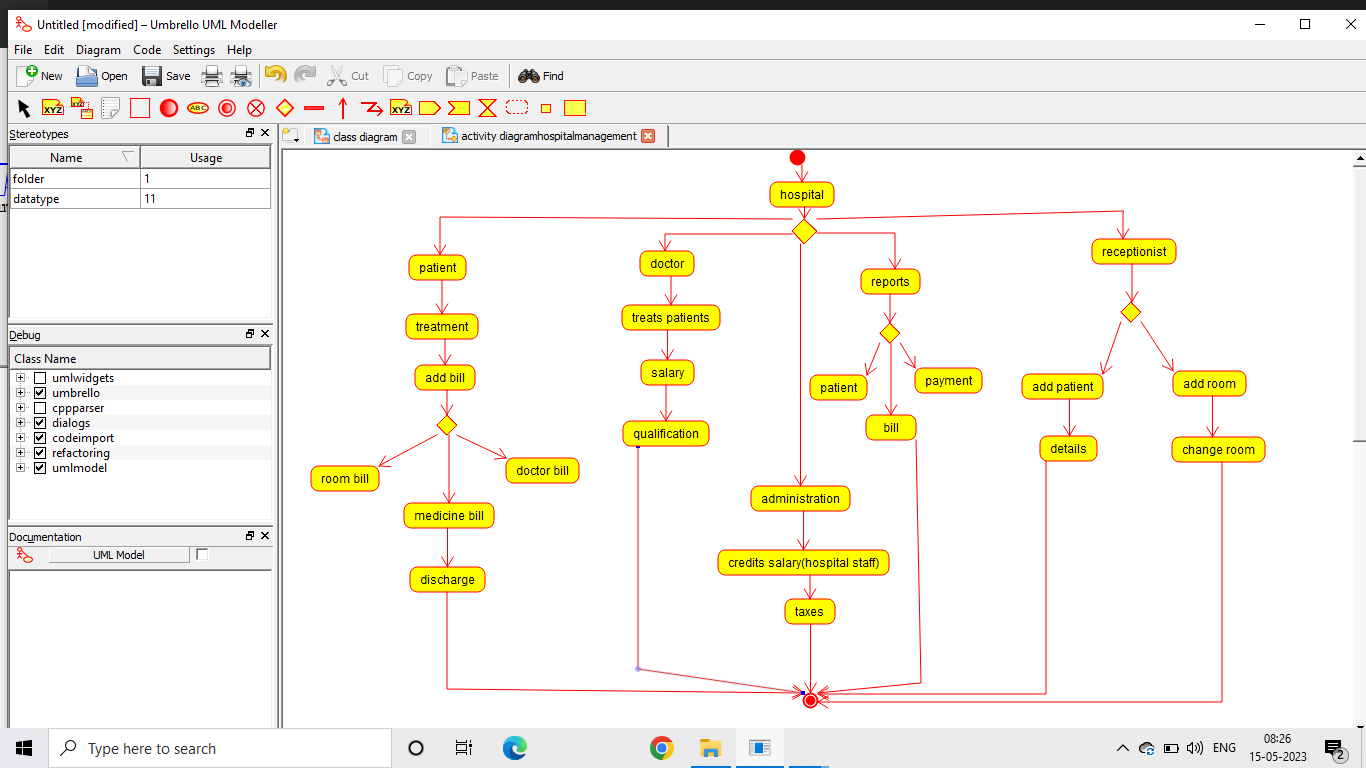 Untitled [modified] – Umbrello UML Modeller
File Edit Diagram Code Settings Help
New Open Save Cut Copy Paste Find
XYZ XYZ ABC XYZ
Stereotypes
Name Usage
folder 1
datatype 11
Debug
Class Name
umlwidgets
umbrello
cppparser
dialogs
codeimport
refactoring
umlmodel
Documentation
UML Model
class diagram activity diagramhospitalmanagement
hospital
patient
treatment
add bill
room bill
medicine bill
doctor bill
discharge
doctor
treats patients
salary
qualification
administration
credits salary(hospital staff)
taxes
reports
patient
bill
payment
receptionist
add patient
details
add room
change room
Type here to search
ENG
08:26
15-05-2023
2